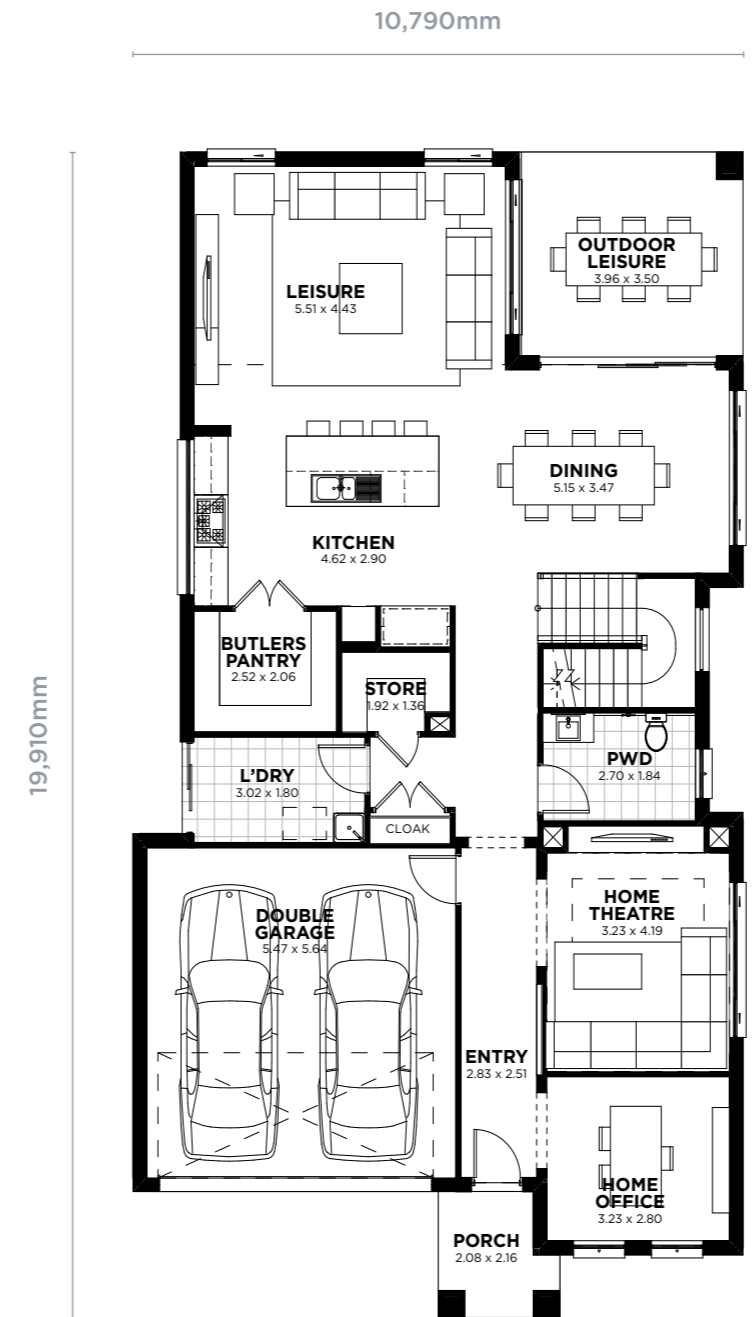 10,790mm
19,910mm
OUTDOOR
LEISURE
3.96 x 3.50
LEISURE
5.51 x 4.43
DINING
5.15 x 3.47
KITCHEN
4.62 x 2.90
BUTLERS
PANTRY
2.52 x 2.06
STORE
1.92 x 1.36
L'DRY
3.02 x 1.80
PWD
2.70 x 1.84
CLOAK
HOME
THEATRE
3.23 x 4.19
DOUBLE
GARAGE
5.47 x 5.64
ENTRY
2.83 x 2.51
HOME
OFFICE
3.23 x 2.80
PORCH
2.08 x 2.16